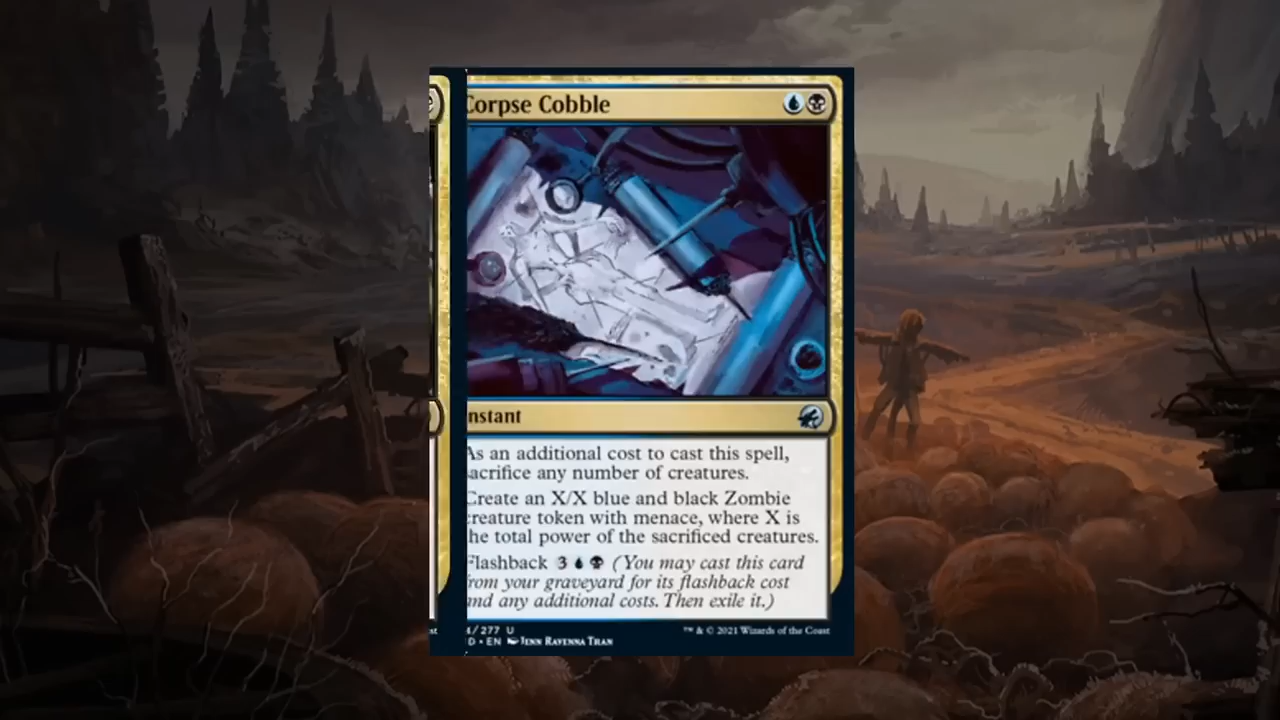 Corpse Cobble
nstant
As an additional cost to cast this spell,
acrifice any number of creatures.
Create an X/X blue and black Zombie
creature token with menace, where X is
he total power of the sacrificed creatures.
Flashback 3 (You may cast this card
from your graveyard for its flashback cost
and any additional costs. Then exile it.)
/277 U
™ & © 2021 Wizards of the Coast
D • EN Jenn Ravenna Tran
st